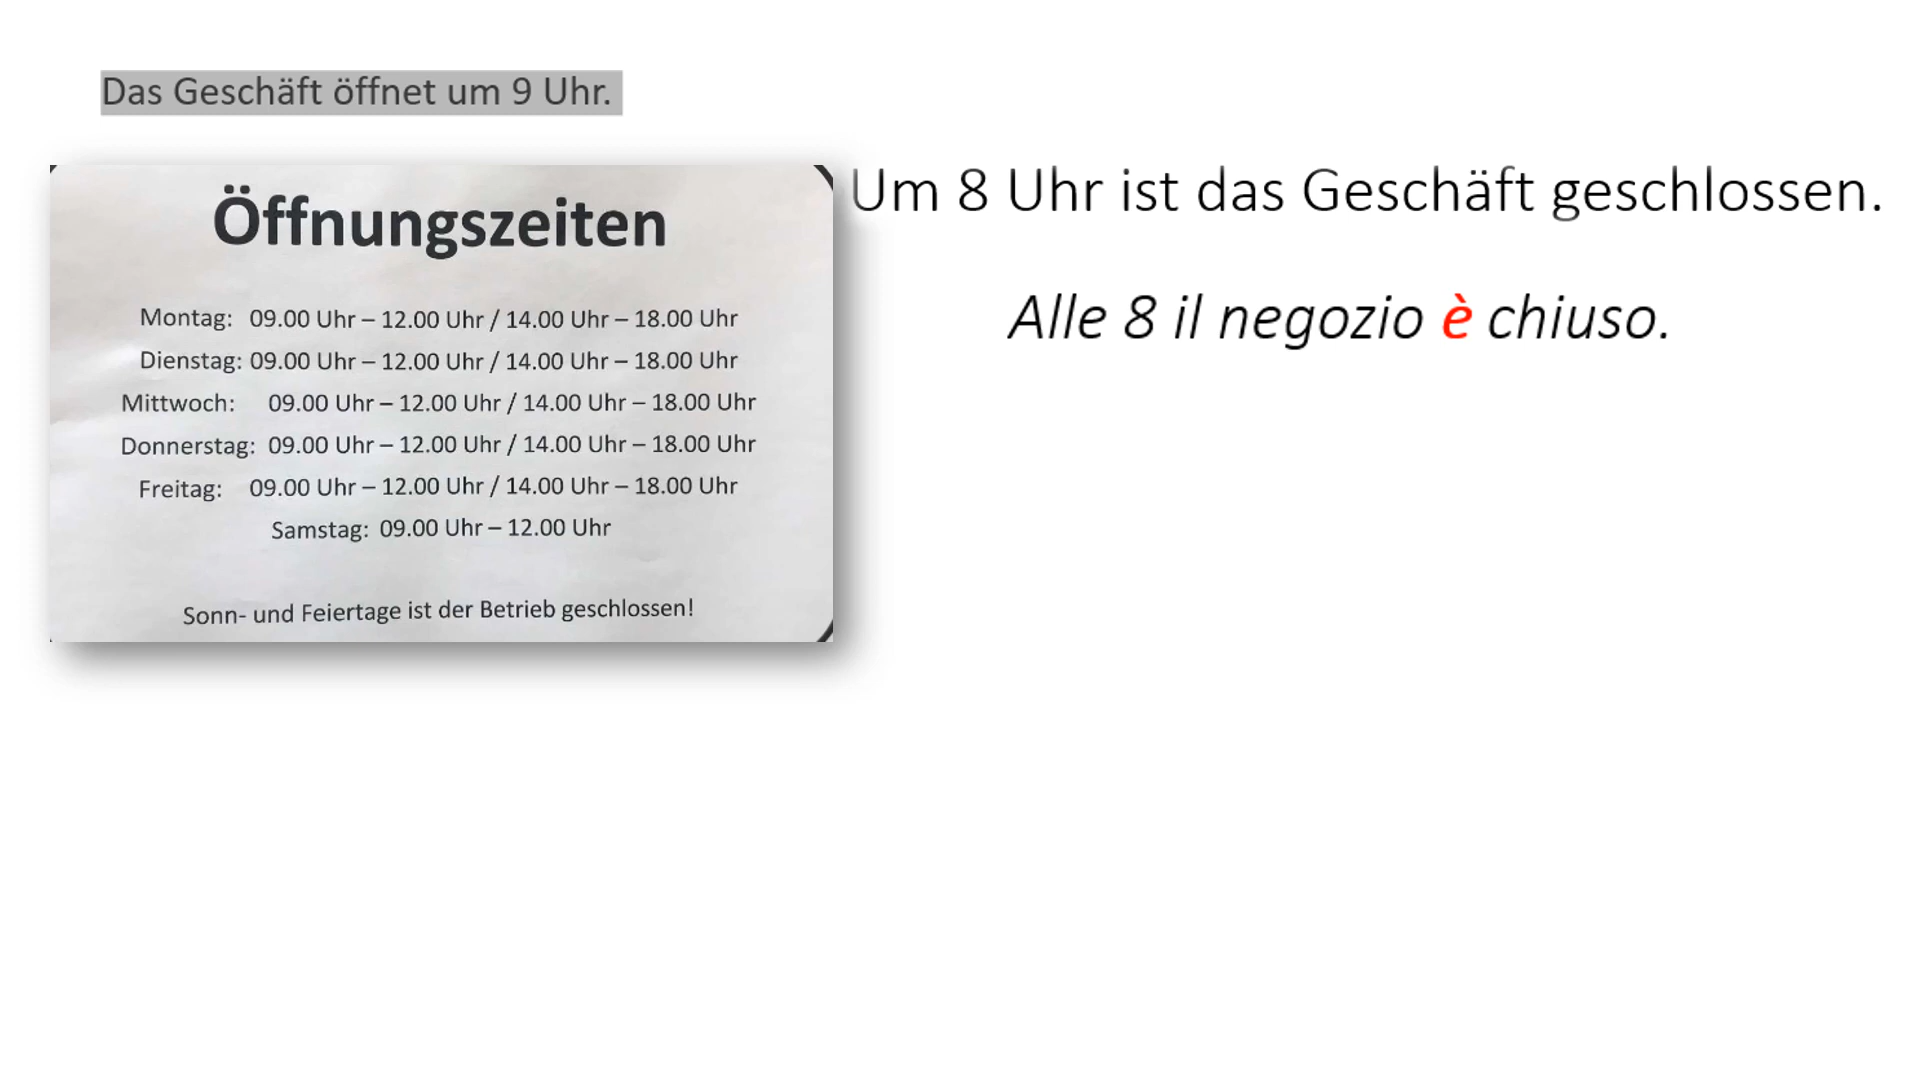 Das Geschäft öffnet um 9 Uhr.
Öffnungszeiten
Montag: 09.00 Uhr – 12.00 Uhr / 14.00 Uhr – 18.00 Uhr
Dienstag: 09.00 Uhr – 12.00 Uhr / 14.00 Uhr – 18.00 Uhr
Mittwoch: 09.00 Uhr – 12.00 Uhr / 14.00 Uhr – 18.00 Uhr
Donnerstag: 09.00 Uhr – 12.00 Uhr / 14.00 Uhr – 18.00 Uhr
Freitag: 09.00 Uhr – 12.00 Uhr / 14.00 Uhr – 18.00 Uhr
Samstag: 09.00 Uhr – 12.00 Uhr
Sonn- und Feiertage ist der Betrieb geschlossen!
Um 8 Uhr ist das Geschäft geschlossen.
Alle 8 il negozio è chiuso.